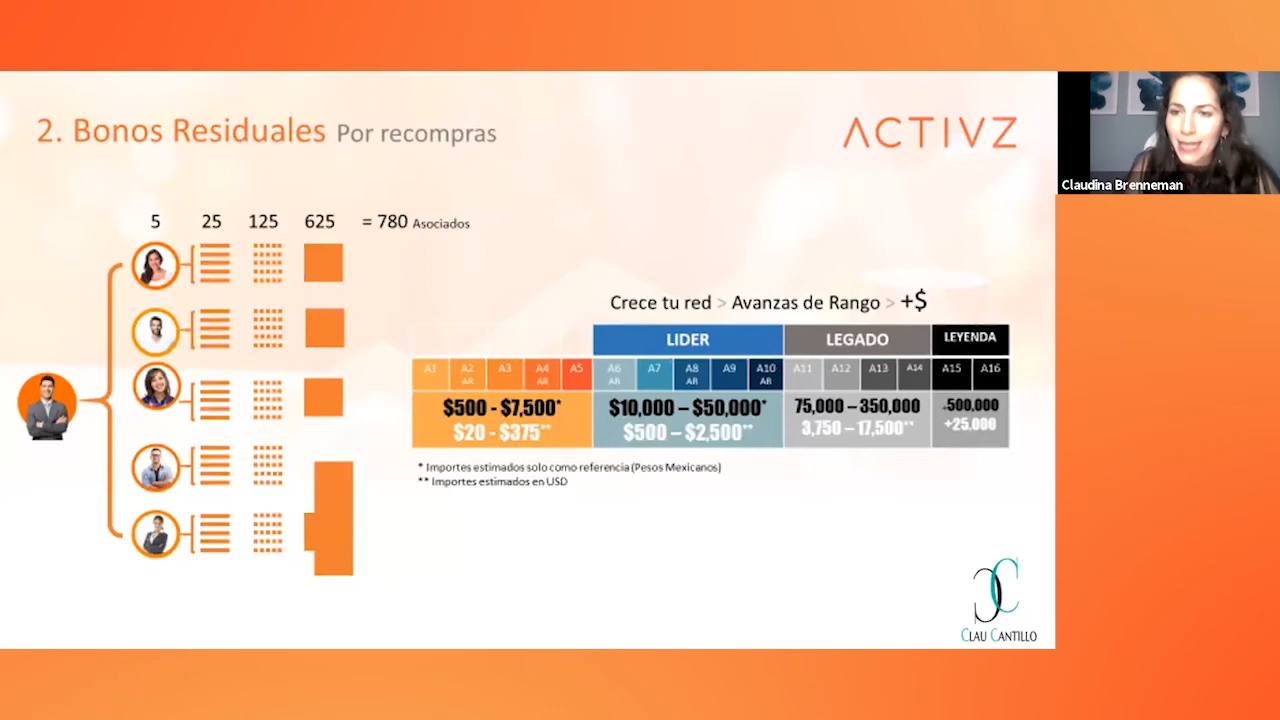 2. Bonos Residuales Por recompras
ACTIVZ
Claudina Brenneman
5 25 125 625 = 780 Asociados
Crece tu red > Avanzas de Rango > +$
LIDER LEGADO LEYENDA
A1 A2 A3 A4 A5 A6 A7 A8 A9 A10 A11 A12 A13 A14 A15 A16
AR AR AR AR AR
$500 - $7,500* $10,000 – $50,000* 75,000 – 350,000 +500,000
$20 - $375** $500 – $2,500** 3,750 – 17,500** +25.000
* Importes estimados solo como referencia (Pesos Mexicanos)
** Importes estimados en USD
CC
CLAU CANTILLO